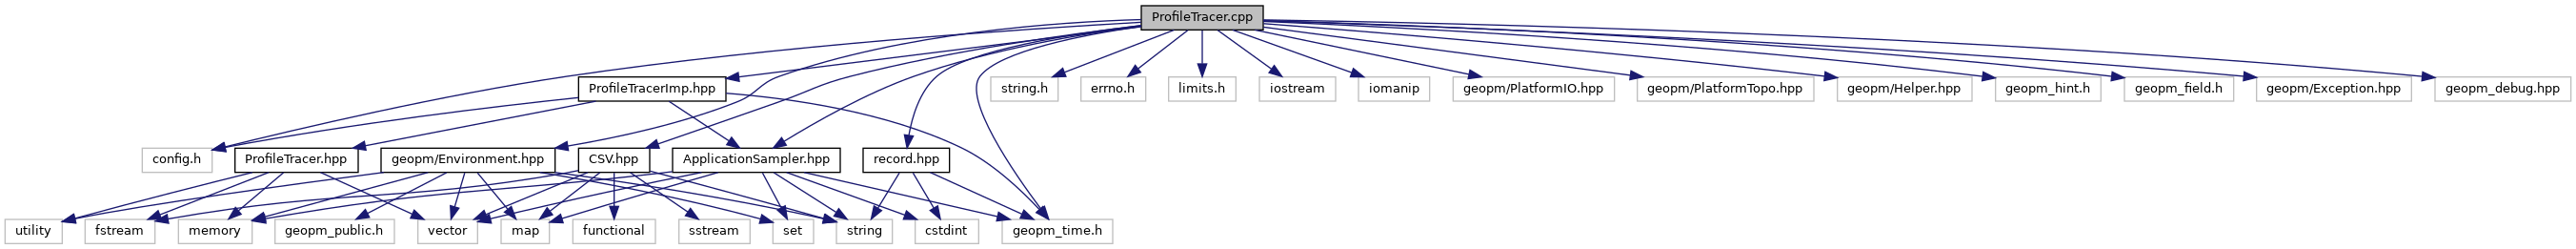 ProfileTracer.cpp
ProfileTracerImp.hpp
string.h
errno.h
limits.h
iostream
iomanip
geopm/PlatformIO.hpp
geopm/PlatformTopo.hpp
geopm/Helper.hpp
geopm_hint.h
geopm_field.h
geopm/Exception.hpp
geopm_debug.hpp
config.h
ProfileTracer.hpp
geopm/Environment.hpp
CSV.hpp
ApplicationSampler.hpp
record.hpp
utility
fstream
memory
geopm_public.h
vector
map
functional
sstream
set
string
cstdint
geopm_time.h